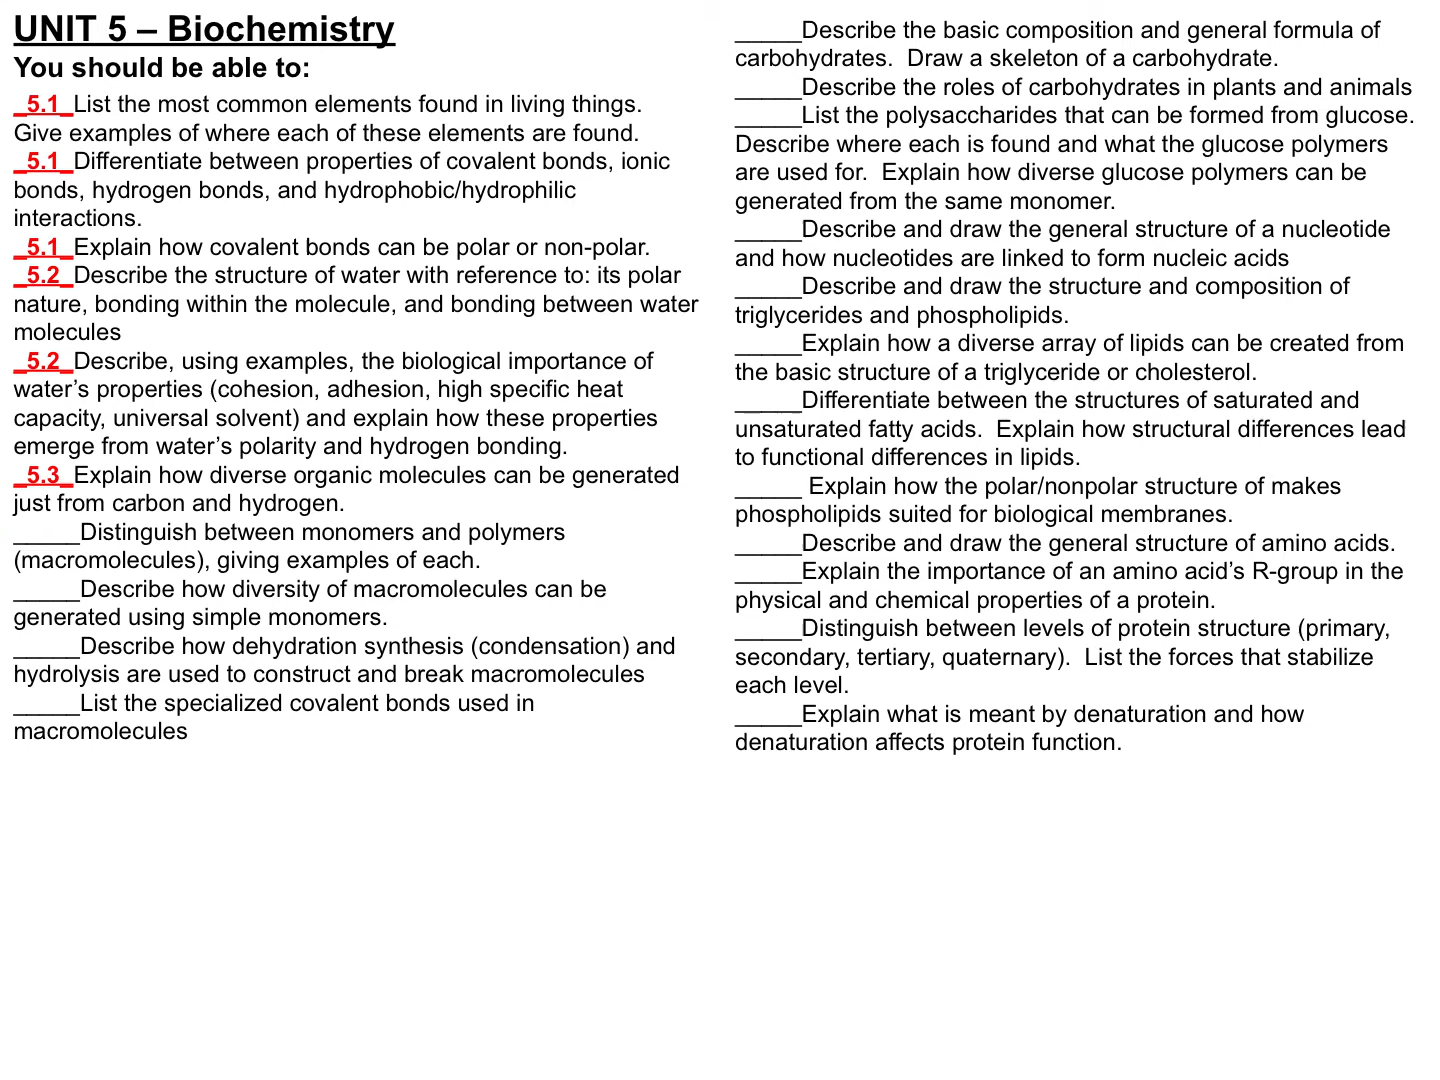 UNIT 5 – Biochemistry
You should be able to:
_5.1_List the most common elements found in living things.
Give examples of where each of these elements are found.
_5.1_Differentiate between properties of covalent bonds, ionic
bonds, hydrogen bonds, and hydrophobic/hydrophilic
interactions.
_5.1_Explain how covalent bonds can be polar or non-polar.
_5.2_Describe the structure of water with reference to: its polar
nature, bonding within the molecule, and bonding between water
molecules
_5.2_Describe, using examples, the biological importance of
water’s properties (cohesion, adhesion, high specific heat
capacity, universal solvent) and explain how these properties
emerge from water’s polarity and hydrogen bonding.
_5.3_Explain how diverse organic molecules can be generated
just from carbon and hydrogen.
_____Distinguish between monomers and polymers
(macromolecules), giving examples of each.
_____Describe how diversity of macromolecules can be
generated using simple monomers.
_____Describe how dehydration synthesis (condensation) and
hydrolysis are used to construct and break macromolecules
_____List the specialized covalent bonds used in
macromolecules
_____Describe the basic composition and general formula of
carbohydrates.  Draw a skeleton of a carbohydrate.
_____Describe the roles of carbohydrates in plants and animals
_____List the polysaccharides that can be formed from glucose.
Describe where each is found and what the glucose polymers
are used for.  Explain how diverse glucose polymers can be
generated from the same monomer.
_____Describe and draw the general structure of a nucleotide
and how nucleotides are linked to form nucleic acids
_____Describe and draw the structure and composition of
triglycerides and phospholipids.
_____Explain how a diverse array of lipids can be created from
the basic structure of a triglyceride or cholesterol.
_____Differentiate between the structures of saturated and
unsaturated fatty acids.  Explain how structural differences lead
to functional differences in lipids.
_____ Explain how the polar/nonpolar structure of makes
phospholipids suited for biological membranes.
_____Describe and draw the general structure of amino acids.
_____Explain the importance of an amino acid’s R-group in the
physical and chemical properties of a protein.
_____Distinguish between levels of protein structure (primary,
secondary, tertiary, quaternary).  List the forces that stabilize
each level.
_____Explain what is meant by denaturation and how
denaturation affects protein function.